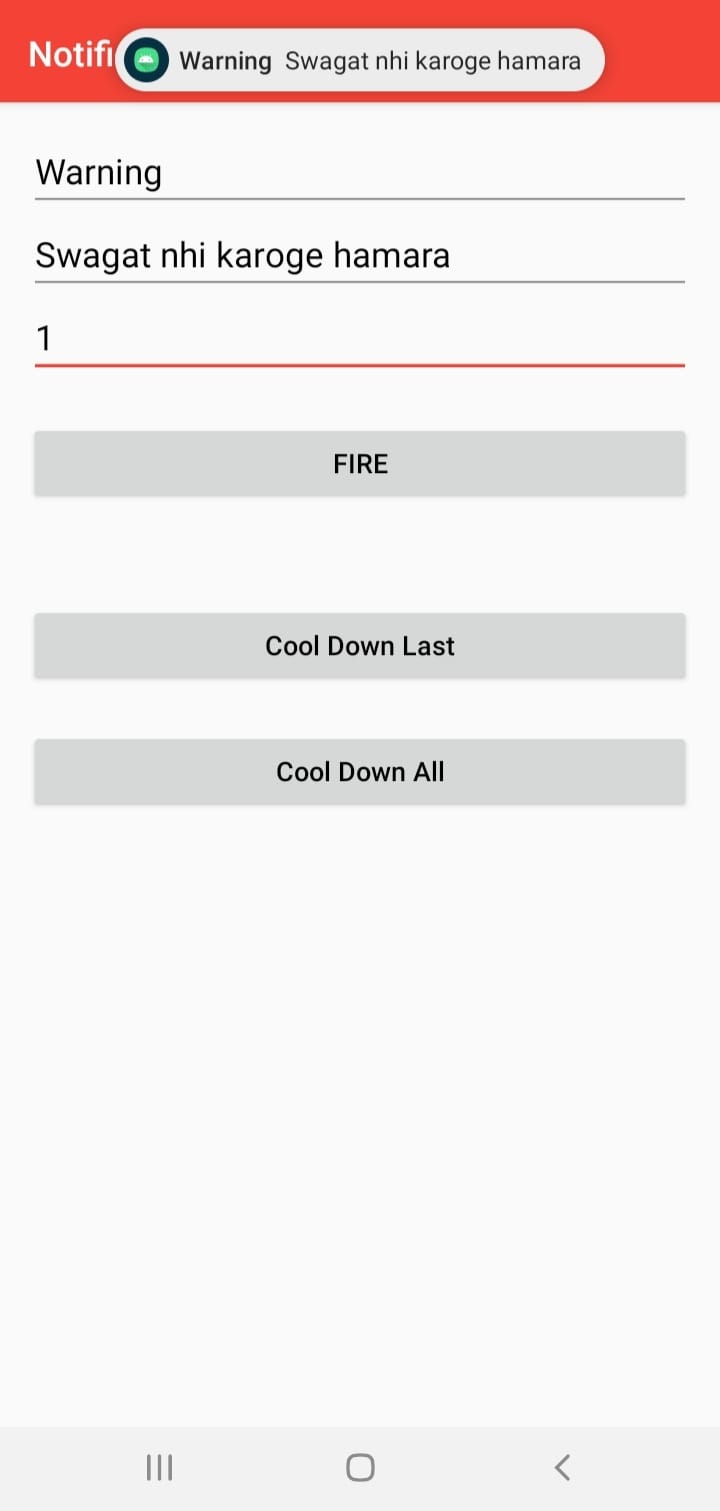 Notifi
Warning Swagat nhi karoge hamara
Warning
Swagat nhi karoge hamara
1
FIRE
Cool Down Last
Cool Down All